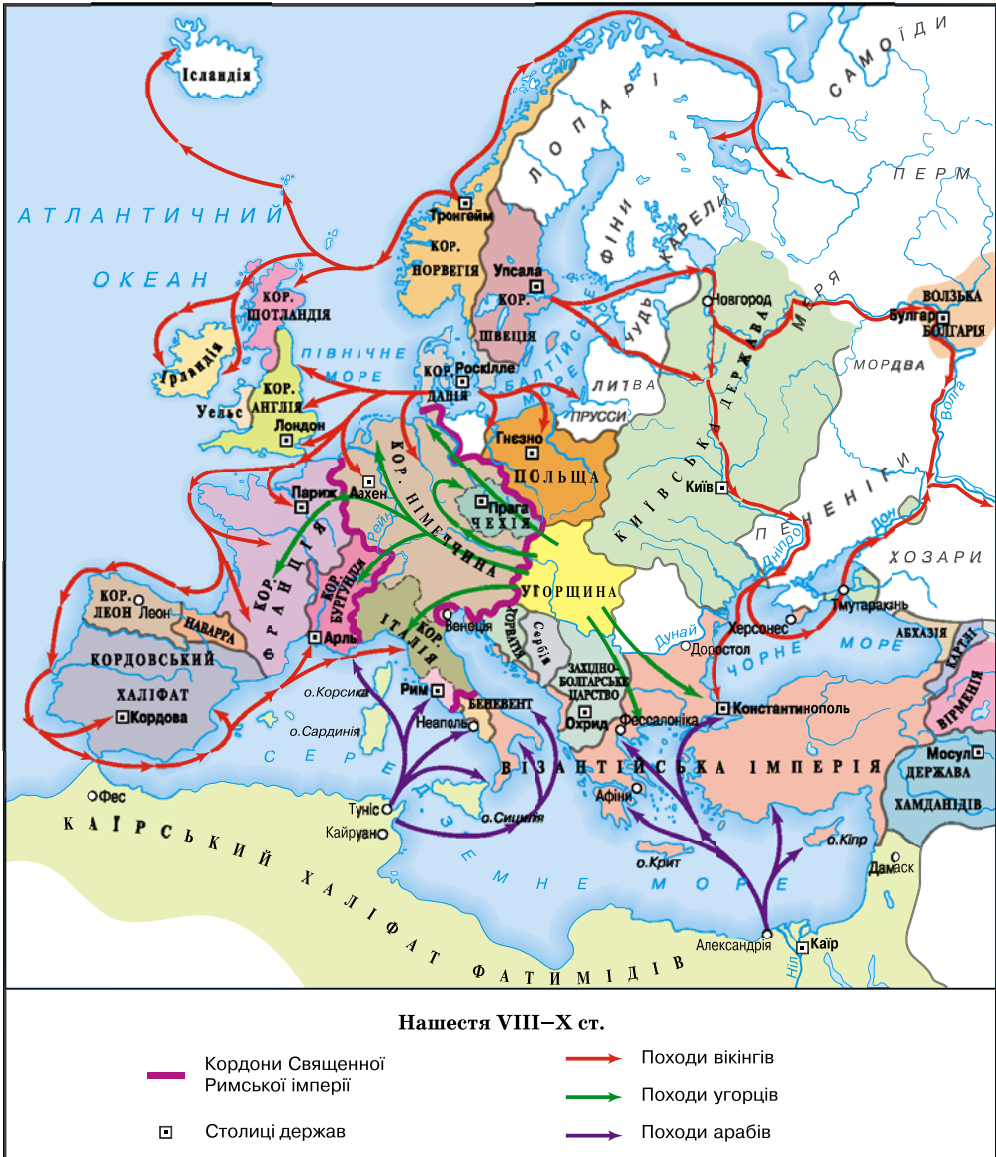 Ісландія
САМОЇДИ
ЛОПАРІ
ПЕРМ
АТЛАНТИЧНИЙ
ОКЕАН
Тронгейм
КОР.
НОРВЕГІЯ
ФІНИ
КАРЕЛИ
Упсала
КОР.
ШВЕЦІЯ
КОР.
ШОТЛАНДІЯ
Ірландія
ПІВНІЧНЕ
МОРЕ
КОР.
АНГЛІЯ
Уельс
Лондон
КОР.
ДАНІЯ
Роскілле
БАЛТІЙСЬКЕ
МОРЕ
ЧУДЬ
Новгород
МЕРЯ
ВОЛЗЬКА
Булгар
БОЛГАРІЯ
МОРДВА
Волга
ЛИТВА
ПРУССИ
Гнєзно
ПОЛЬЩА
КИЇВСЬКА ДЕРЖАВА
Київ
ПЕЧЕНІГИ
Дніпро
Дон
ХОЗАРИ
Париж
Аахен
Рейн
КОР. НІМЕЧЧИНА
Прага
ЧЕХІЯ
КОР. ФРАНЦІЯ
КОР.
БУРГУНДІЯ
УГОРЩИНА
КОР.
ЛЕОН
Леон
НАВАРРА
Арль
КОР.
ІТАЛІЯ
Венеція
ХОРВАТІЯ
Сербія
Дунай
Доростол
Херсонес
Тмутаракінь
АБХАЗІЯ
КАРТЕЛІ
ВІРМЕНІЯ
ЧОРНЕ МОРЕ
КОРДОВСЬКИЙ
ХАЛІФАТ
Кордова
о.Корсика
о.Сардинія
Рим
Неаполь
БЕНЕВЕНТ
ЗАХІДНО-
БОЛГАРСЬКЕ
ЦАРСТВО
Охрид
Фессалоніка
Константинополь
ВІЗАНТІЙСЬКА ІМПЕРІЯ
Мосул
ДЕРЖАВА
ХАМДАНІДІВ
Афіни
Фес
Туніс
Кайруан
о.Сицилія
СЕРЕДЗЕМНЕ МОРЕ
о.Крит
о.Кіпр
Дамаск
КАЇРСЬКИЙ ХАЛІФАТ ФАТИМІДІВ
Александрія
Каїр
Ніл
Нашестя VIII–X ст.
Кордони Священної
Римської імперії
Столиці держав
Походи вікінгів
Походи угорців
Походи арабів